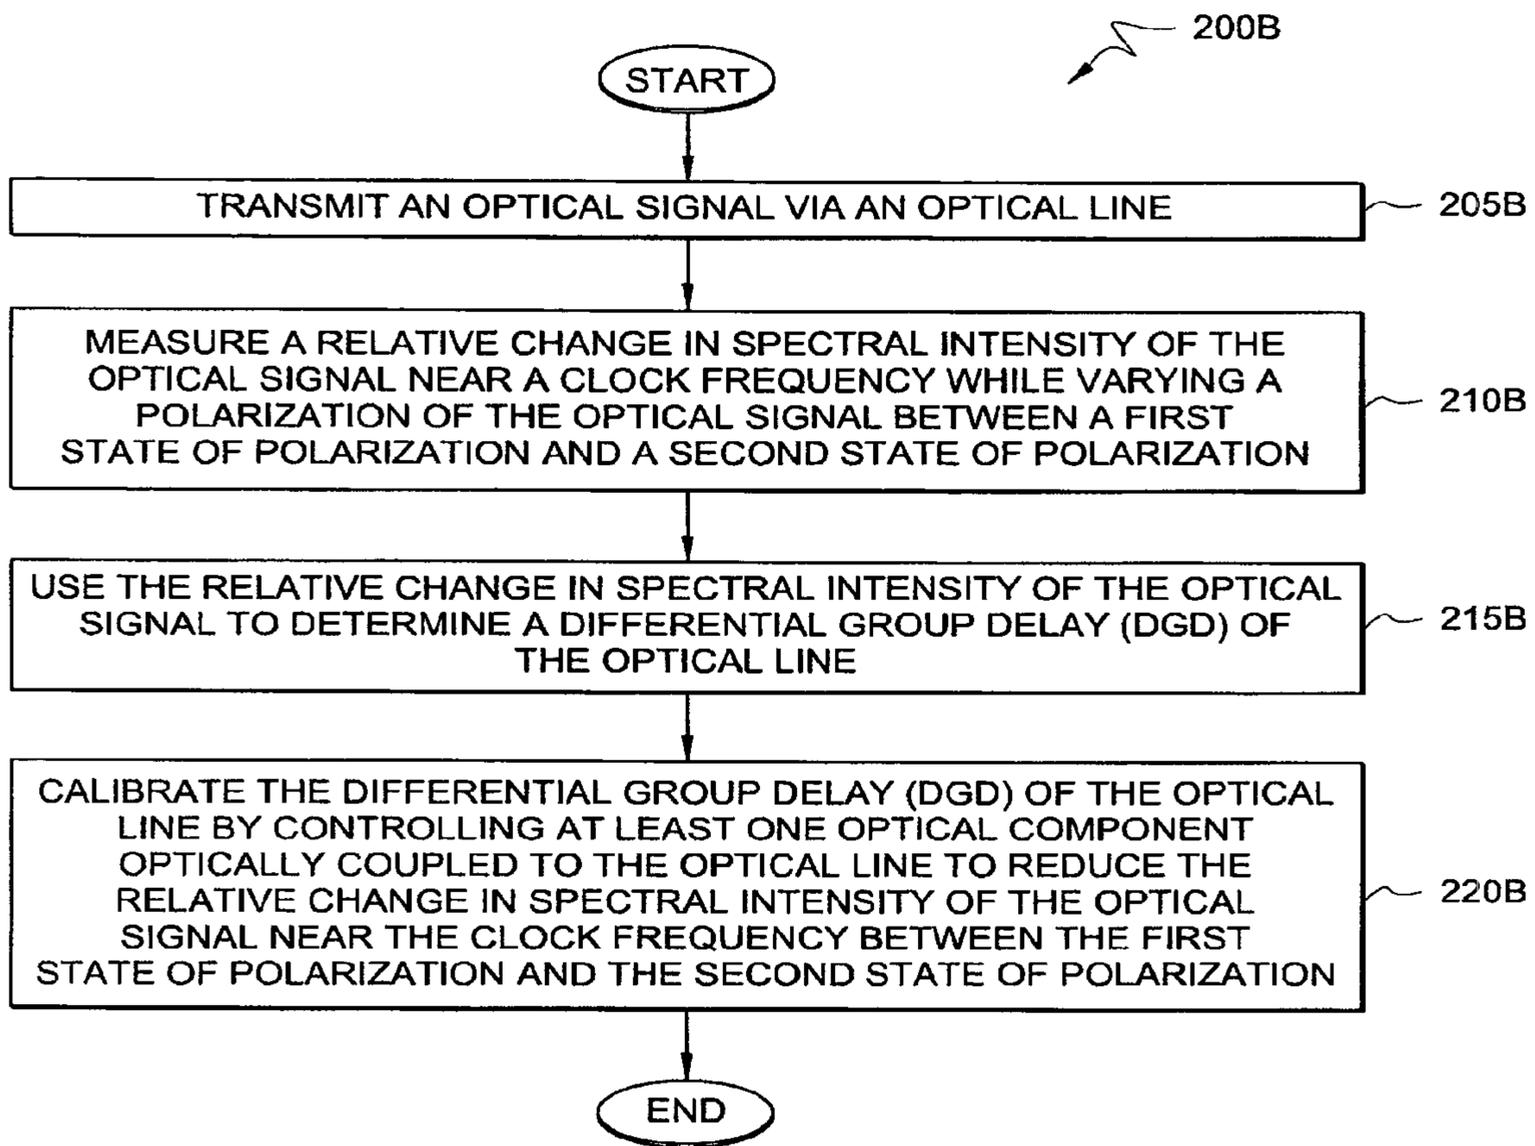 200B
START
TRANSMIT AN OPTICAL SIGNAL VIA AN OPTICAL LINE
205B
MEASURE A RELATIVE CHANGE IN SPECTRAL INTENSITY OF THE
OPTICAL SIGNAL NEAR A CLOCK FREQUENCY WHILE VARYING A
POLARIZATION OF THE OPTICAL SIGNAL BETWEEN A FIRST
STATE OF POLARIZATION AND A SECOND STATE OF POLARIZATION
210B
USE THE RELATIVE CHANGE IN SPECTRAL INTENSITY OF THE OPTICAL
SIGNAL TO DETERMINE A DIFFERENTIAL GROUP DELAY (DGD) OF
THE OPTICAL LINE
215B
CALIBRATE THE DIFFERENTIAL GROUP DELAY (DGD) OF THE OPTICAL
LINE BY CONTROLLING AT LEAST ONE OPTICAL COMPONENT
OPTICALLY COUPLED TO THE OPTICAL LINE TO REDUCE THE
RELATIVE CHANGE IN SPECTRAL INTENSITY OF THE OPTICAL
SIGNAL NEAR THE CLOCK FREQUENCY BETWEEN THE FIRST
STATE OF POLARIZATION AND THE SECOND STATE OF POLARIZATION
220B
END